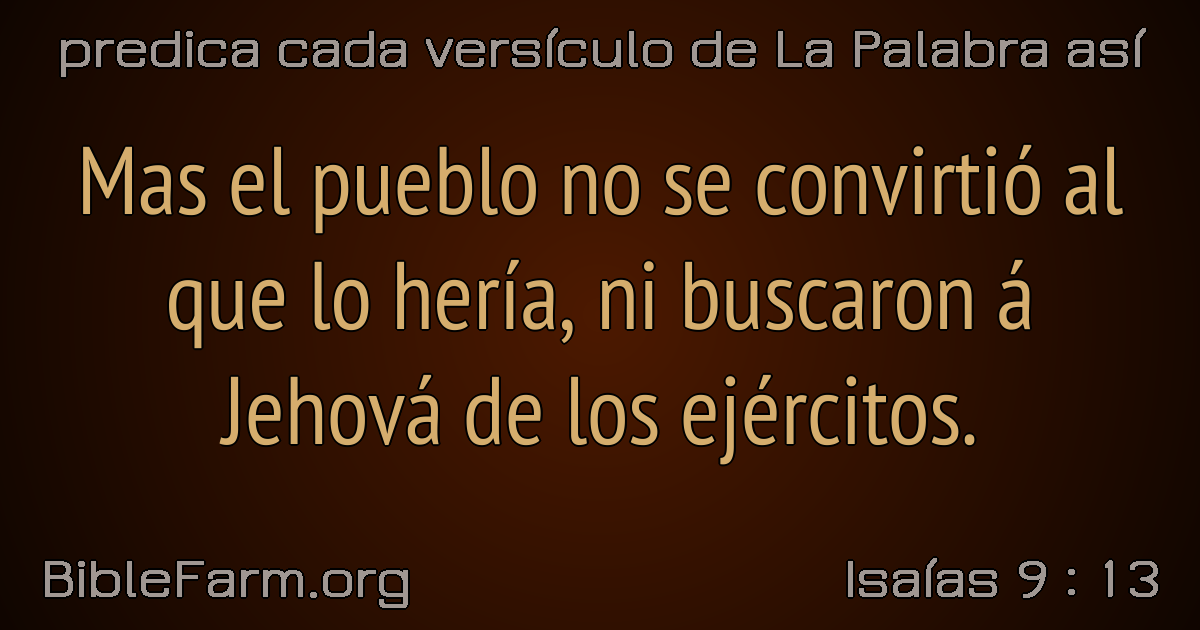 predica cada versículo de La Palabra así
Mas el pueblo no se convirtió al
que lo hería, ni buscaron á
Jehová de los ejércitos.
BibleFarm.org
Isaías 9 : 13